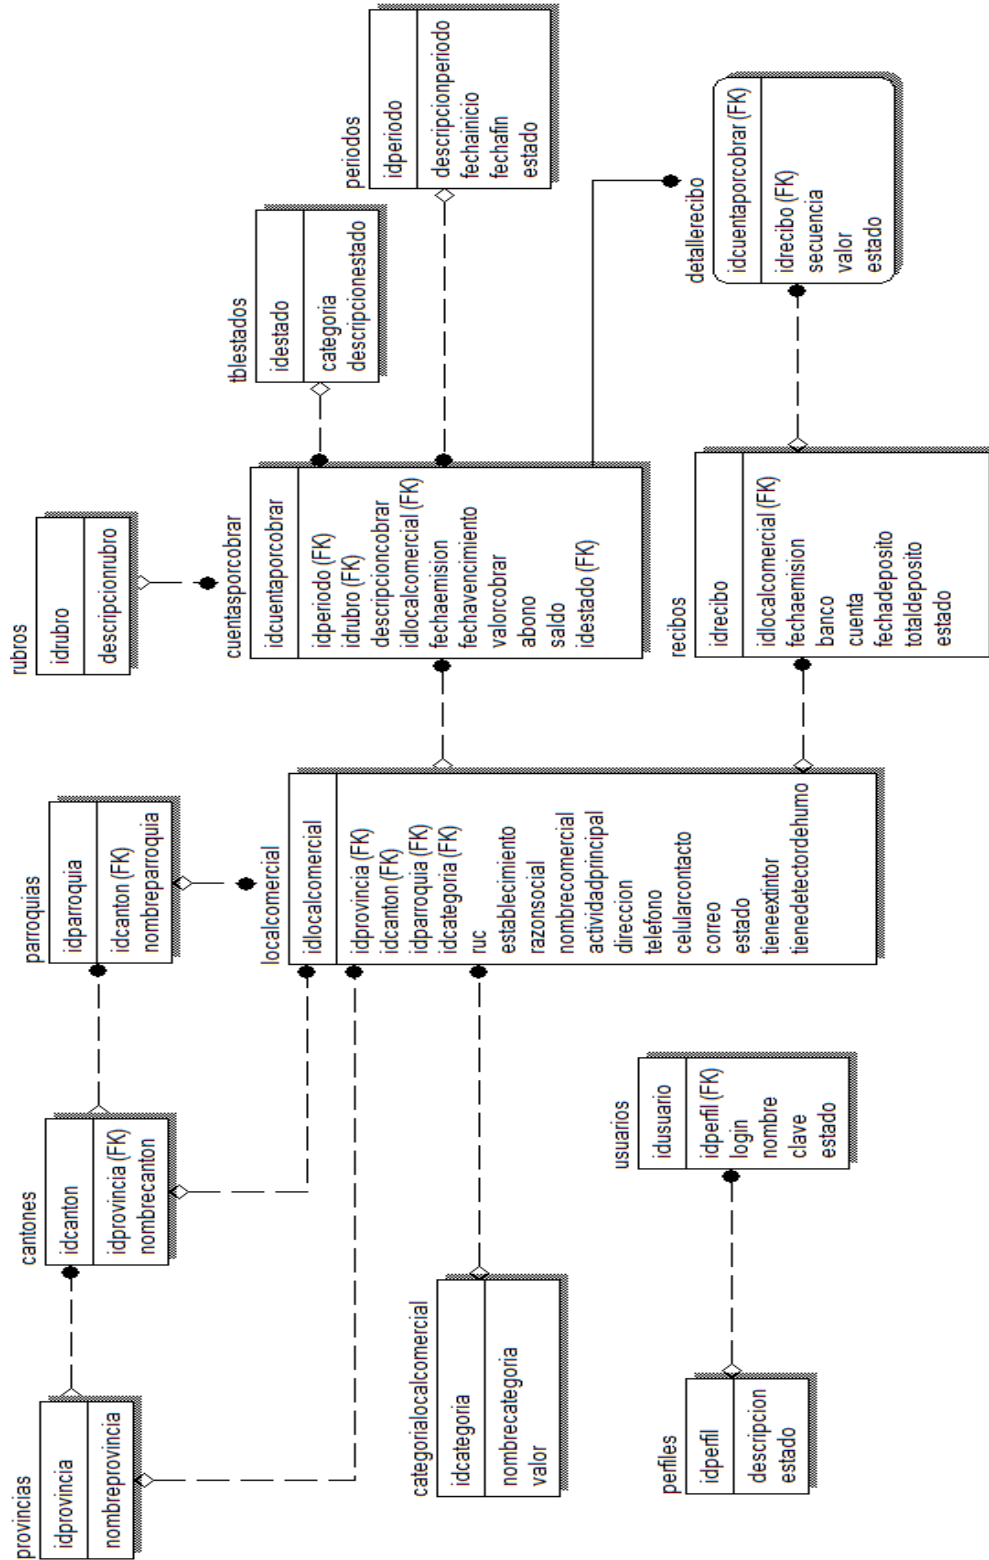 provincias
idprovincia
nombreprovincia
cantones
idcanton
idprovincia (FK)
nombrecanton
parroquias
idparroquia
idcanton (FK)
nombreparroquia
rubros
idrubro
descripcionrubro
categorialocalcomercial
idcategoria
nombrecategoria
valor
localcomercial
idlocalcomercial
idprovincia (FK)
idcanton (FK)
idparroquia (FK)
idcategoria (FK)
ruc
establecimiento
razonsocial
nombrecomercial
actividadprincipal
direccion
telefono
celularcontacto
correo
estado
tieneextintor
tienedetectordehumo
cuentasporcobrar
idcuentaporcobrar
idperiodo (FK)
idrubro (FK)
descripcioncobrar
idlocalcomercial (FK)
fechaemision
fechavencimiento
valorcobrar
abono
saldo
idestado (FK)
tblestados
idestado
categoria
descripcionestado
periodos
idperiodo
descripcionperiodo
fechainicio
fechafin
estado
perfiles
idperfil
descripcion
estado
usuarios
idusuario
idperfil (FK)
login
nombre
clave
estado
recibos
idrecibo
idlocalcomercial (FK)
fechaemision
banco
cuenta
fechadeposito
totaldeposito
estado
detallerecibo
idcuentaporcobrar (FK)
idrecibo (FK)
secuencia
valor
estado